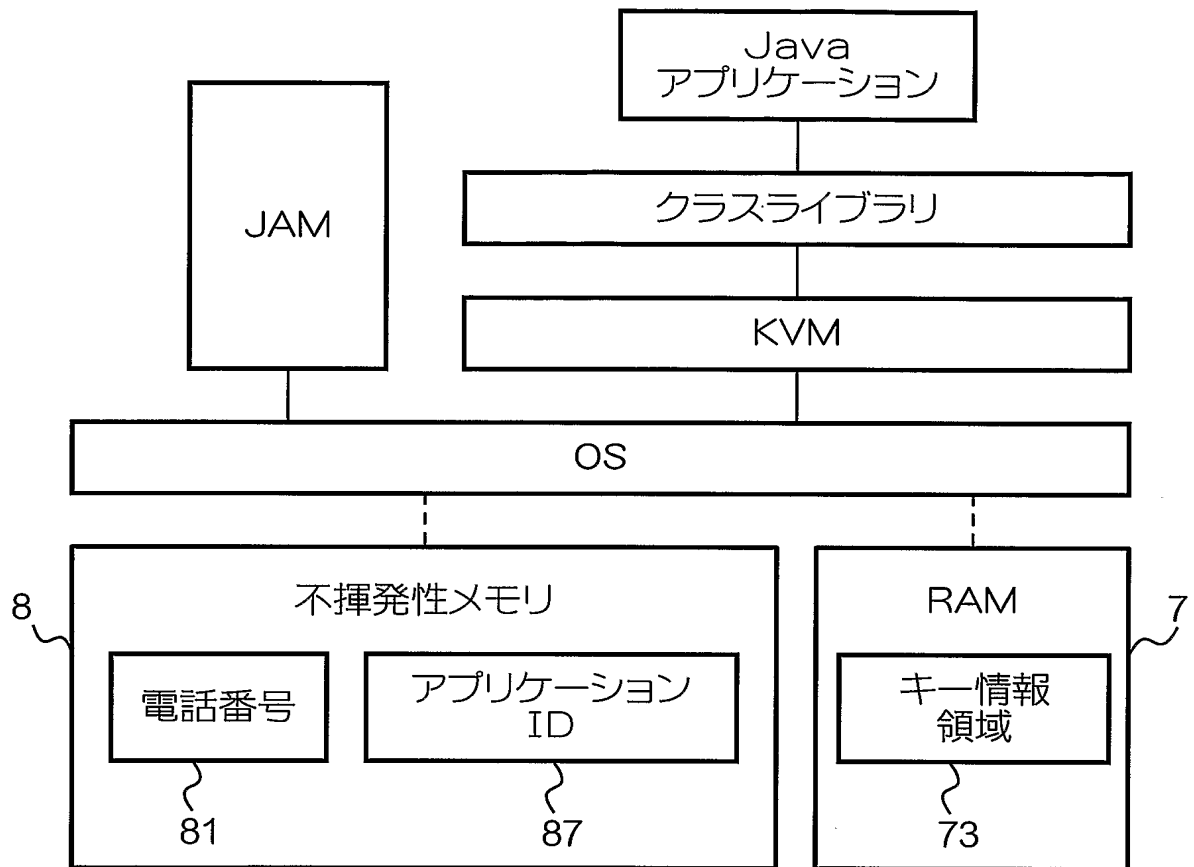 Java
アプリケーション
JAM
クラスライブラリ
KVM
OS
不揮発性メモリ
RAM
8
7
電話番号
アプリケーション
ID
キー情報
領域
81
87
73